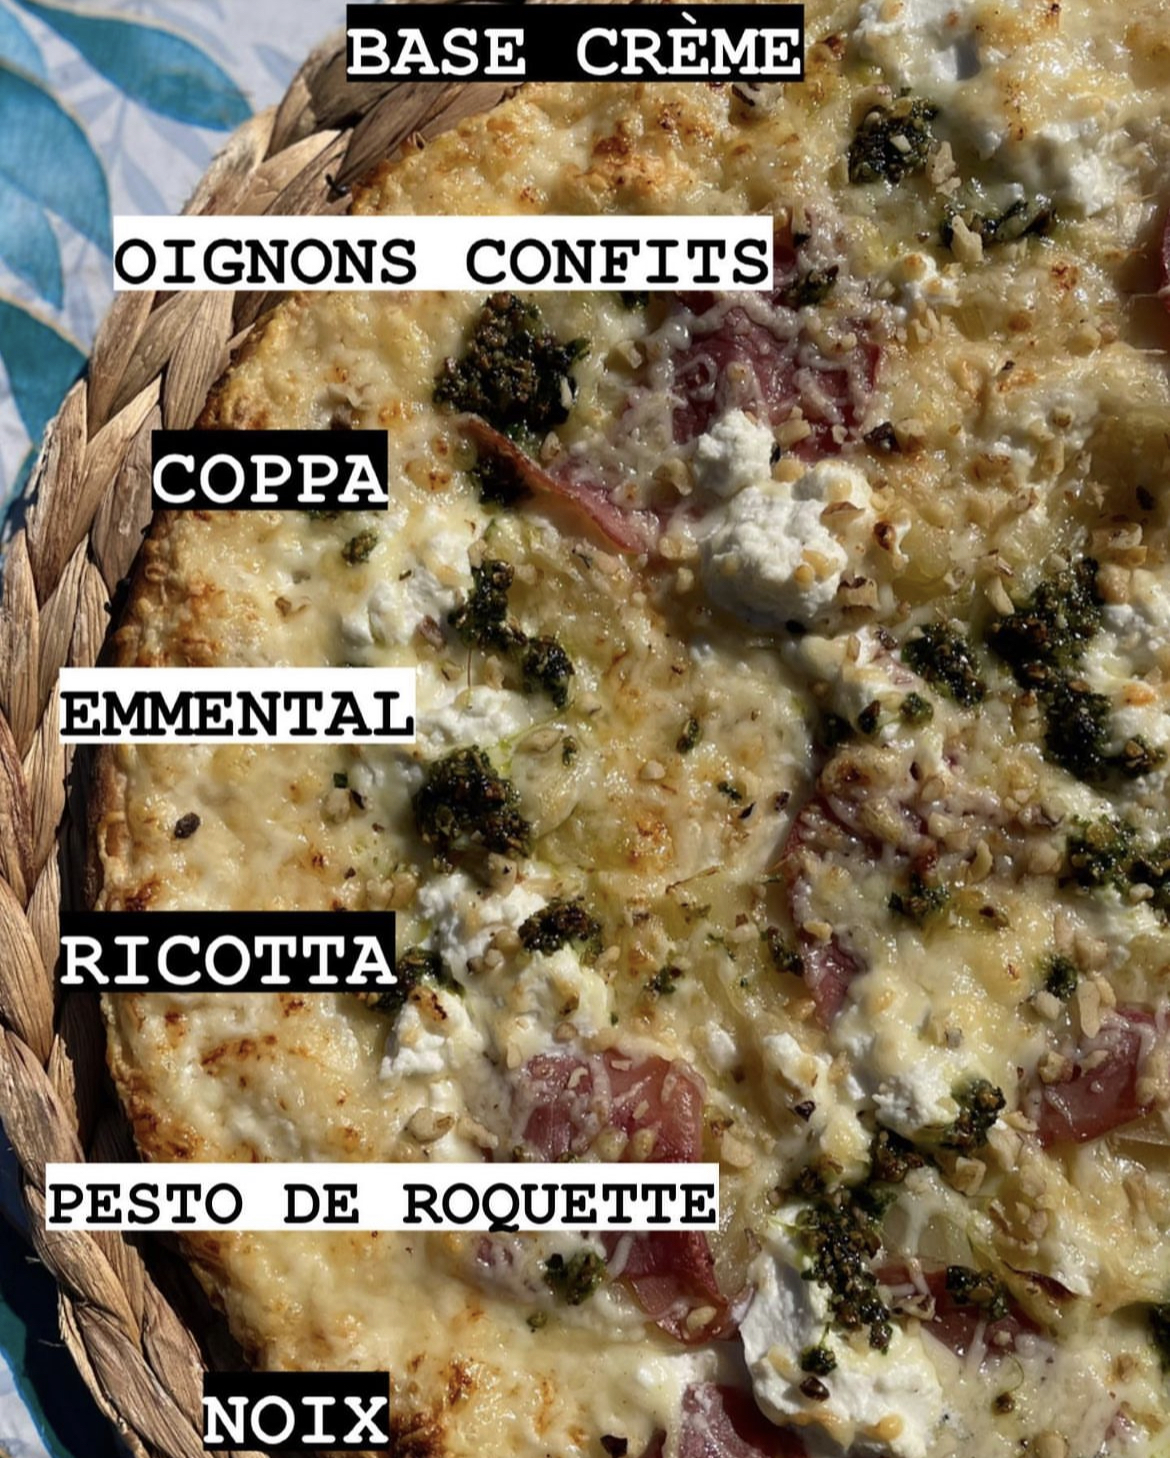 BASE CRÈME
OIGNONS CONFITS
COPPA
EMMENTAL
RICOTTA
PESTO DE ROQUETTE
NOIX